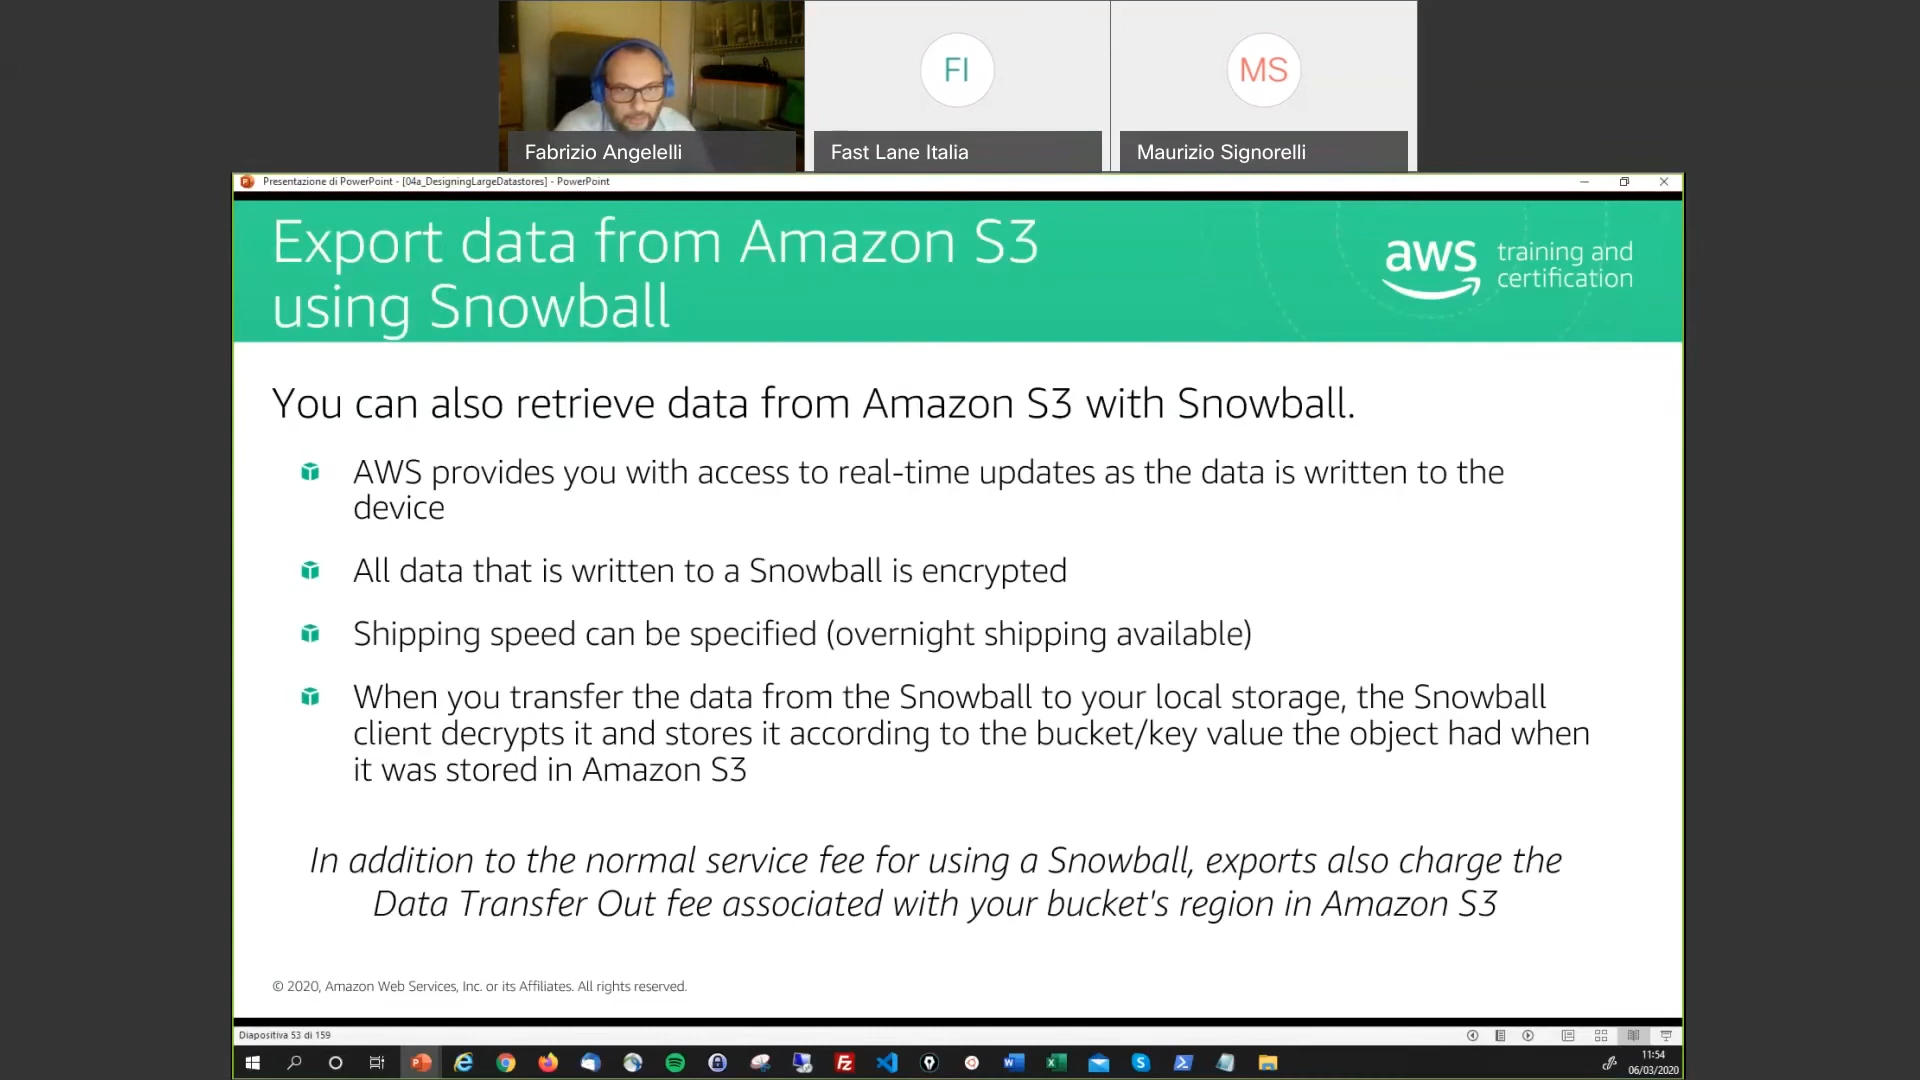 FI
MS
Fabrizio Angelelli
Fast Lane Italia
Maurizio Signorelli
Presentazione di PowerPoint - [04a_DesigningLargeDatastores] - PowerPoint
Export data from Amazon S3
using Snowball
aws training and
certification
You can also retrieve data from Amazon S3 with Snowball.
AWS provides you with access to real-time updates as the data is written to the
device
All data that is written to a Snowball is encrypted
Shipping speed can be specified (overnight shipping available)
When you transfer the data from the Snowball to your local storage, the Snowball
client decrypts it and stores it according to the bucket/key value the object had when
it was stored in Amazon S3
In addition to the normal service fee for using a Snowball, exports also charge the
Data Transfer Out fee associated with your bucket's region in Amazon S3
© 2020, Amazon Web Services, Inc. or its Affiliates. All rights reserved.
Diapositiva 53 di 159
11:54
06/03/2020